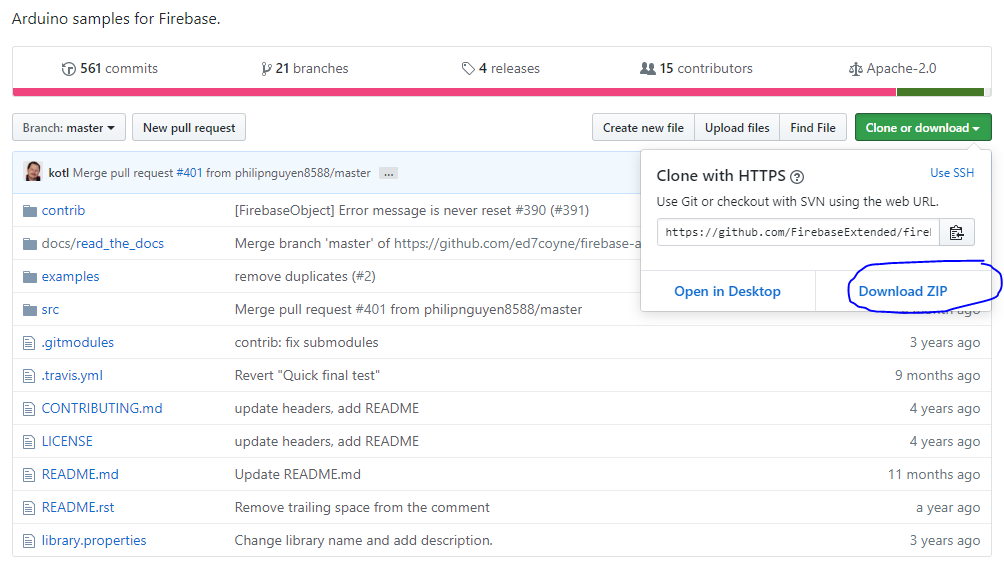 Arduino samples for Firebase.
561 commits 21 branches 4 releases 15 contributors Apache-2.0
Branch: master New pull request Create new file Upload files Find File Clone or download
kotl Merge pull request #401 from philipnguyen8588/master ...
Clone with HTTPS ? Use SSH
Use Git or checkout with SVN using the web URL.
https://github.com/FirebaseExtended/fire
Open in Desktop Download ZIP
contrib [FirebaseObject] Error message is never reset #390 (#391)
docs/read_the_docs Merge branch 'master' of https://github.com/ed7coyne/firebase-a
examples remove duplicates (#2)
src Merge pull request #401 from philipnguyen8588/master month ago
.gitmodules contrib: fix submodules 3 years ago
.travis.yml Revert "Quick final test" 9 months ago
CONTRIBUTING.md update headers, add README 4 years ago
LICENSE update headers, add README 4 years ago
README.md Update README.md 11 months ago
README.rst Remove trailing space from the comment a year ago
library.properties Change library name and add description. 3 years ago